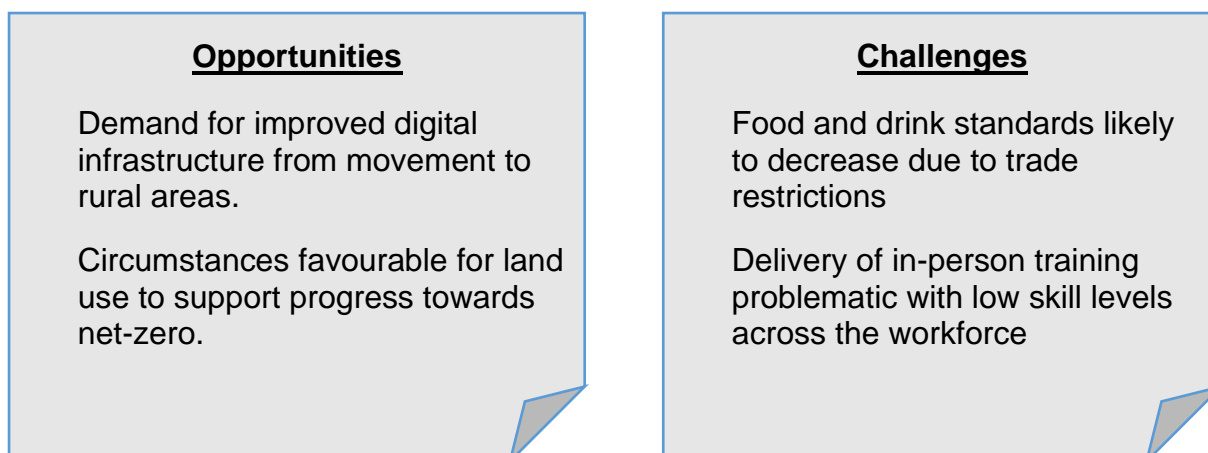 Opportunities
Demand for improved digital
infrastructure from movement to
rural areas.
Circumstances favourable for land
use to support progress towards
net-zero.
Challenges
Food and drink standards likely
to decrease due to trade
restrictions
Delivery of in-person training
problematic with low skill levels
across the workforce